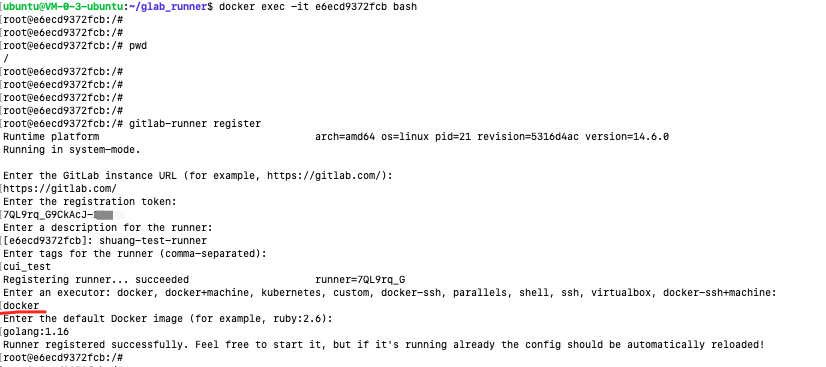 ubuntu@VM-0-3-ubuntu:~/glab_runner$ docker exec -it e6ecd9372fcb bash
[root@e6ecd9372fcb:/#
[root@e6ecd9372fcb:/#
[root@e6ecd9372fcb:/# pwd
/
[root@e6ecd9372fcb:/#
[root@e6ecd9372fcb:/#
[root@e6ecd9372fcb:/#
[root@e6ecd9372fcb:/#
[root@e6ecd9372fcb:/# gitlab-runner register
Runtime platform arch=amd64 os=linux pid=21 revision=5316d4ac version=14.6.0
Running in system-mode.
Enter the GitLab instance URL (for example, https://gitlab.com/):
[https://gitlab.com/
Enter the registration token:
[7QL9rq_G9CkAcJ-
Enter a description for the runner:
[[e6ecd9372fcb]: shuang-test-runner
Enter tags for the runner (comma-separated):
[cui_test
Registering runner... succeeded runner=7QL9rq_G
Enter an executor: docker, docker+machine, kubernetes, custom, docker-ssh, parallels, shell, ssh, virtualbox, docker-ssh+machine:
[docker
Enter the default Docker image (for example, ruby:2.6):
[golang:1.16
Runner registered successfully. Feel free to start it, but if it's running already the config should be automatically reloaded!
[root@e6ecd9372fcb:/#